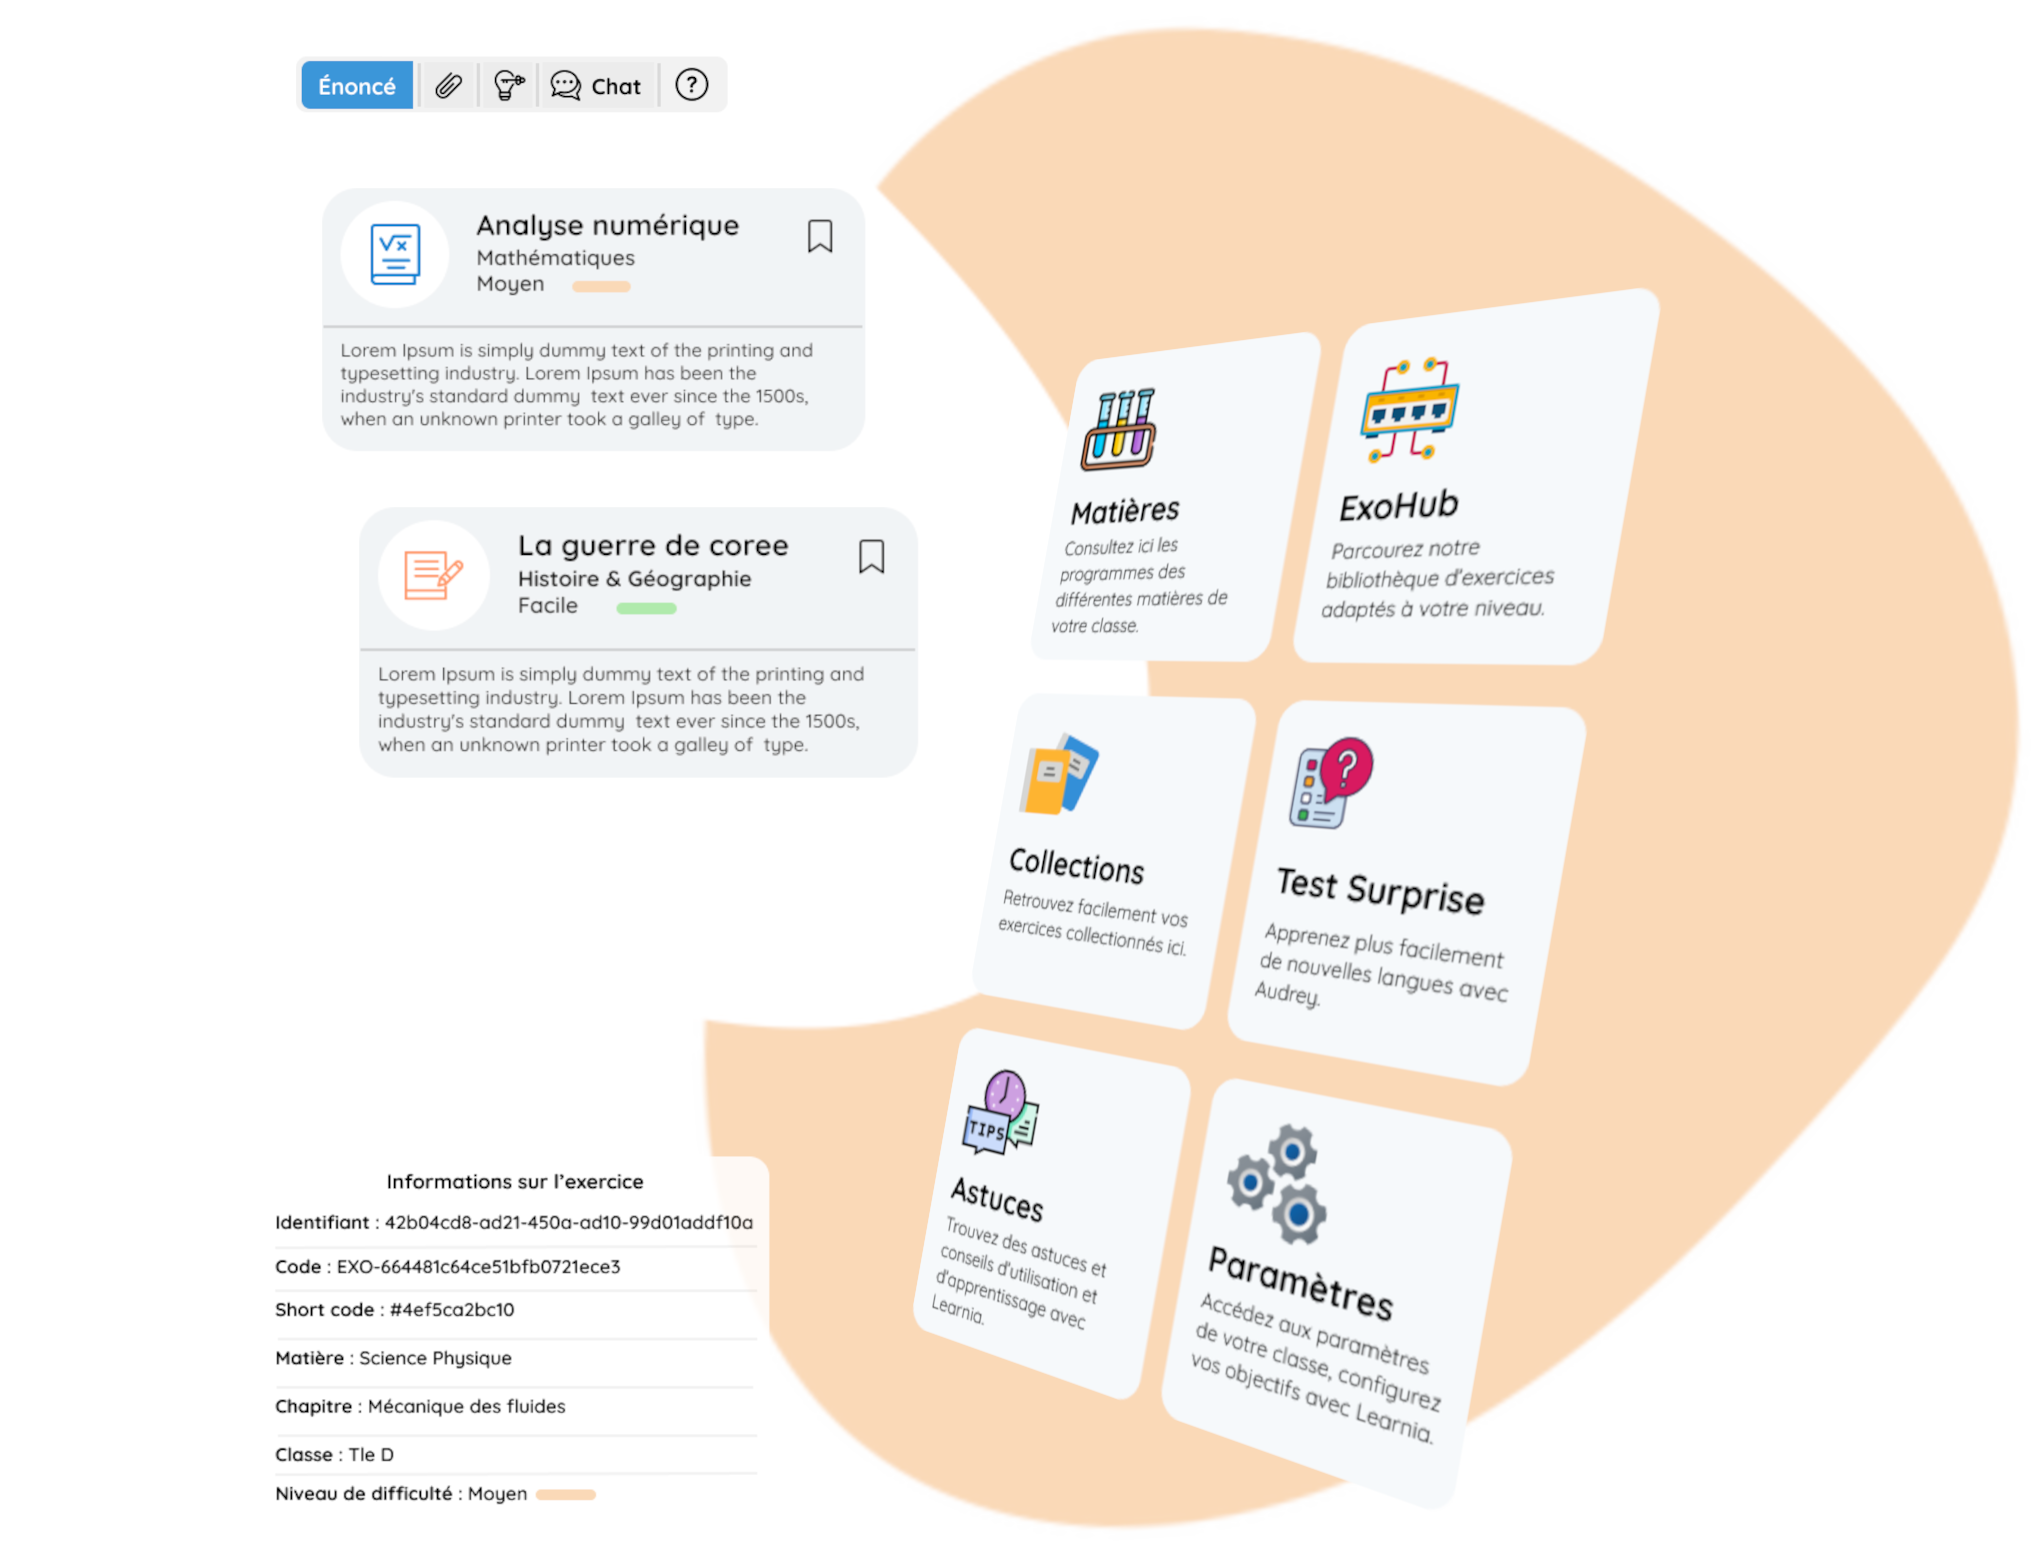 Énoncé
Chat
?
Analyse numérique
Mathématiques
Moyen
Lorem Ipsum is simply dummy text of the printing and
typesetting industry. Lorem Ipsum has been the
industry's standard dummy text ever since the 1500s,
when an unknown printer took a galley of type.
La guerre de coree
Histoire & Géographie
Facile
Lorem Ipsum is simply dummy text of the printing and
typesetting industry. Lorem Ipsum has been the
industry's standard dummy text ever since the 1500s,
when an unknown printer took a galley of type.
Matières
Consultez ici les
programmes des
différentes matières de
votre classe.
ExoHub
Parcourez notre
bibliothèque d'exercices
adaptés à votre niveau.
Collections
Retrouvez facilement vos
exercices collectionnés ici.
?
Test Surprise
Apprenez plus facilement
de nouvelles langues avec
Audrey.
TIPS
Astuces
Trouvez des astuces et
conseils d'utilisation et
d'apprentissage avec
Learnia.
Paramètres
Accédez aux paramètres
de votre classe, configurez
vos objectifs avec Learnia.
Informations sur l'exercice
Identifiant : 42b04cd8-ad21-450a-ad10-99d01addf10a
Code : EXO-664481c64ce51bfb0721ece3
Short code : #4ef5ca2bc10
Matière : Science Physique
Chapitre : Mécanique des fluides
Classe : Tle D
Niveau de difficulté : Moyen